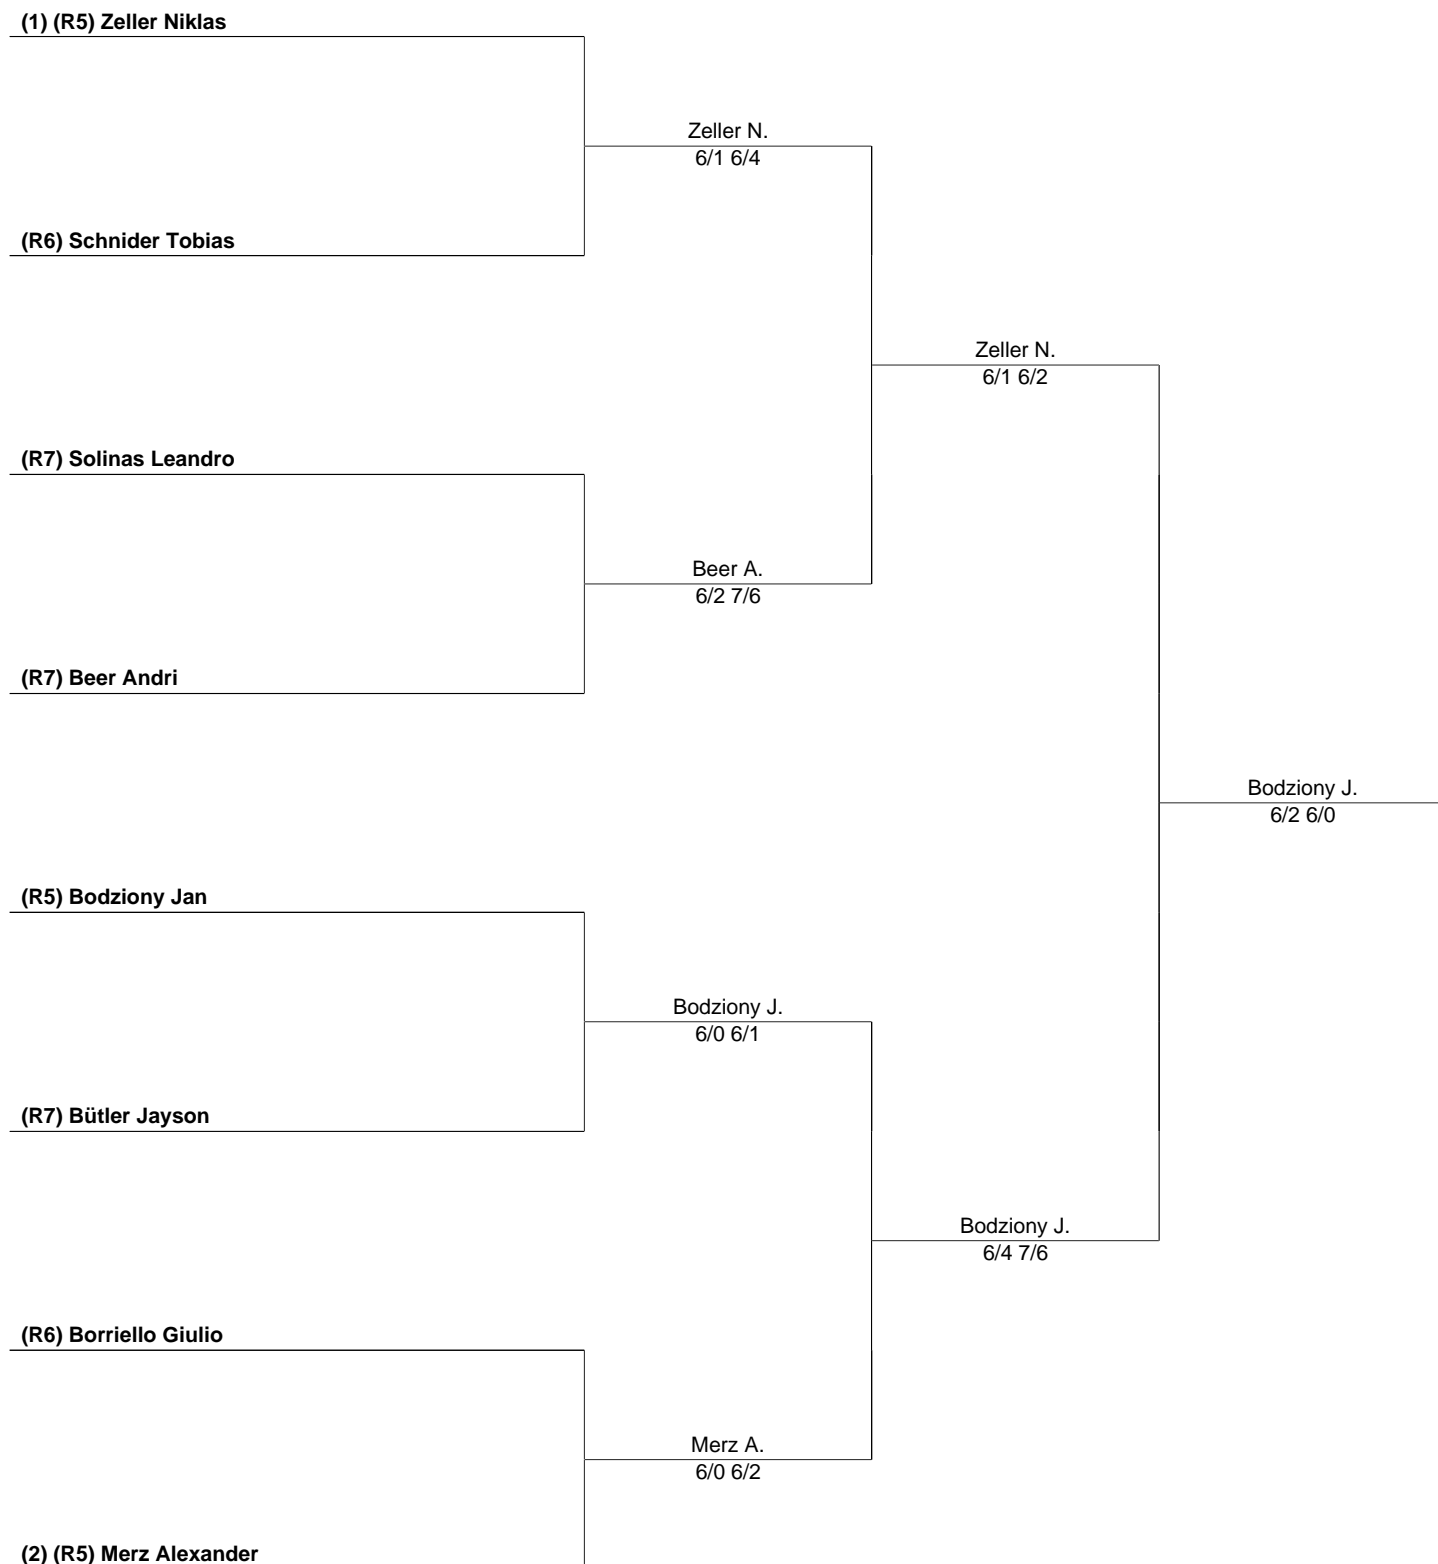 (1) (R5) Zeller Niklas
Zeller N.
6/1 6/4
(R6) Schnider Tobias
Zeller N.
6/1 6/2
(R7) Solinas Leandro
Beer A.
6/2 7/6
(R7) Beer Andri
Bodziony J.
6/2 6/0
(R5) Bodziony Jan
Bodziony J.
6/0 6/1
(R7) Bütler Jayson
Bodziony J.
6/4 7/6
(R6) Borriello Giulio
Merz A.
6/0 6/2
(2) (R5) Merz Alexander